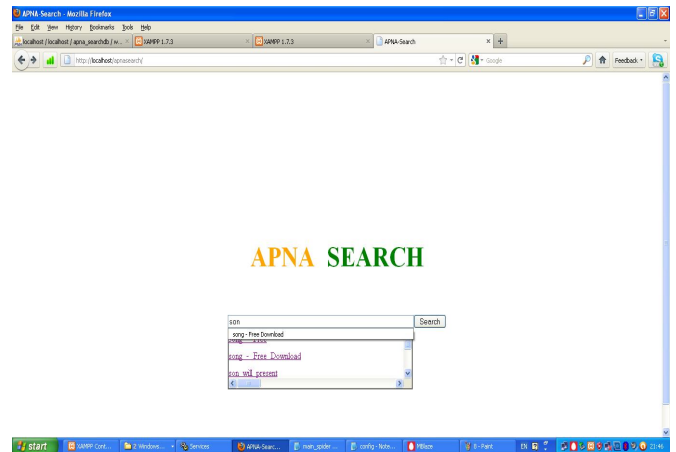 APNA-Search - Mozilla Firefox
File Edit View History Bookmarks Tools Help
localhost / localhost / apna_searchdb / w... XAMPP 1.7.3 XAMPP 1.7.3 APNA-Search
http://localhost/apnasearch/ Google Feedback
APNA SEARCH
son Search
song - Free Download
song - Free
song - Free Download
son will present
start XAMPP Cont... 2 Windows... Services APNA-Searc... main_spider... config - Note... MBlaze 8 - Paint EN 21:46